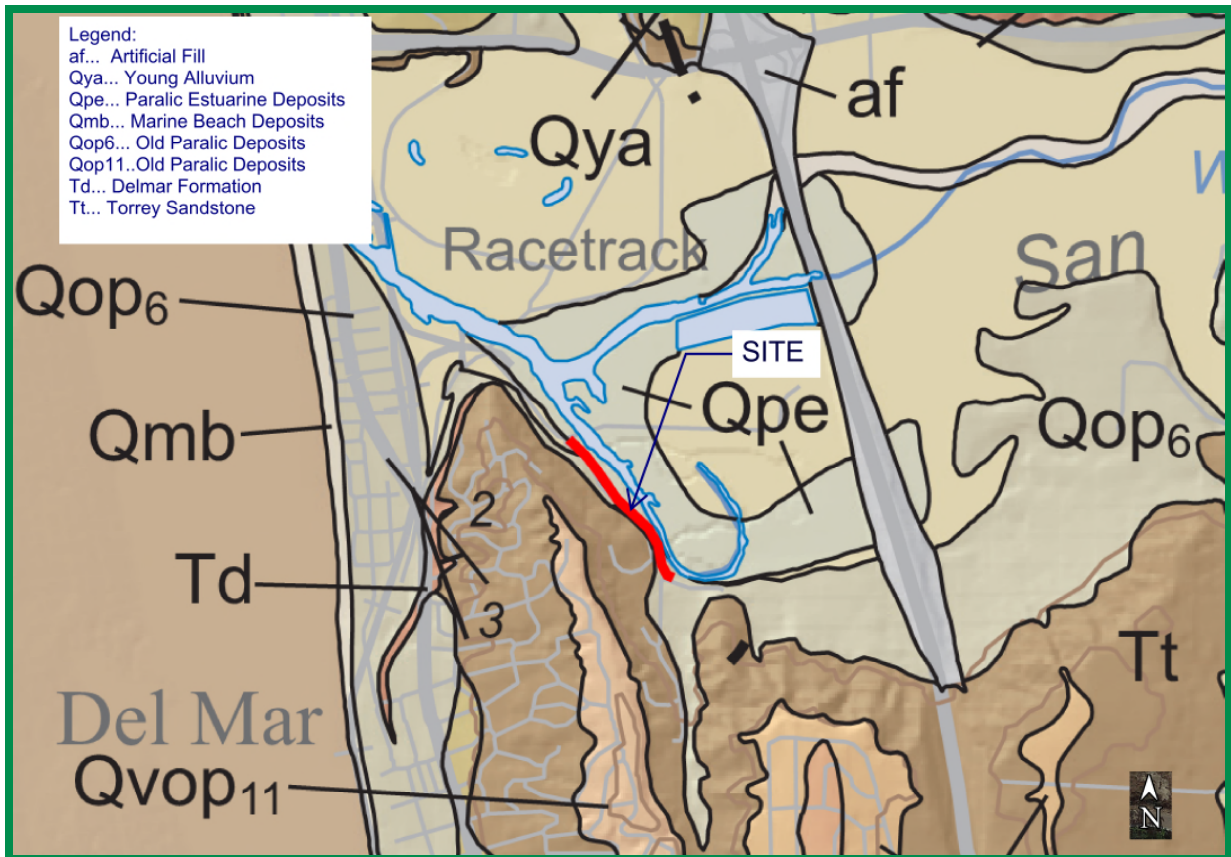 Legend:
af... Artificial Fill
Qya... Young Alluvium
Qpe... Paralic Estuarine Deposits
Qmb... Marine Beach Deposits
Qop6... Old Paralic Deposits
Qop11..Old Paralic Deposits
Td... Delmar Formation
Tt... Torrey Sandstone
af
Qya
W
Racetrack
San
Qop6
SITE
Qpe
Qop6
Qmb
2
Td
3
Tt
Del Mar
Qvop11
N